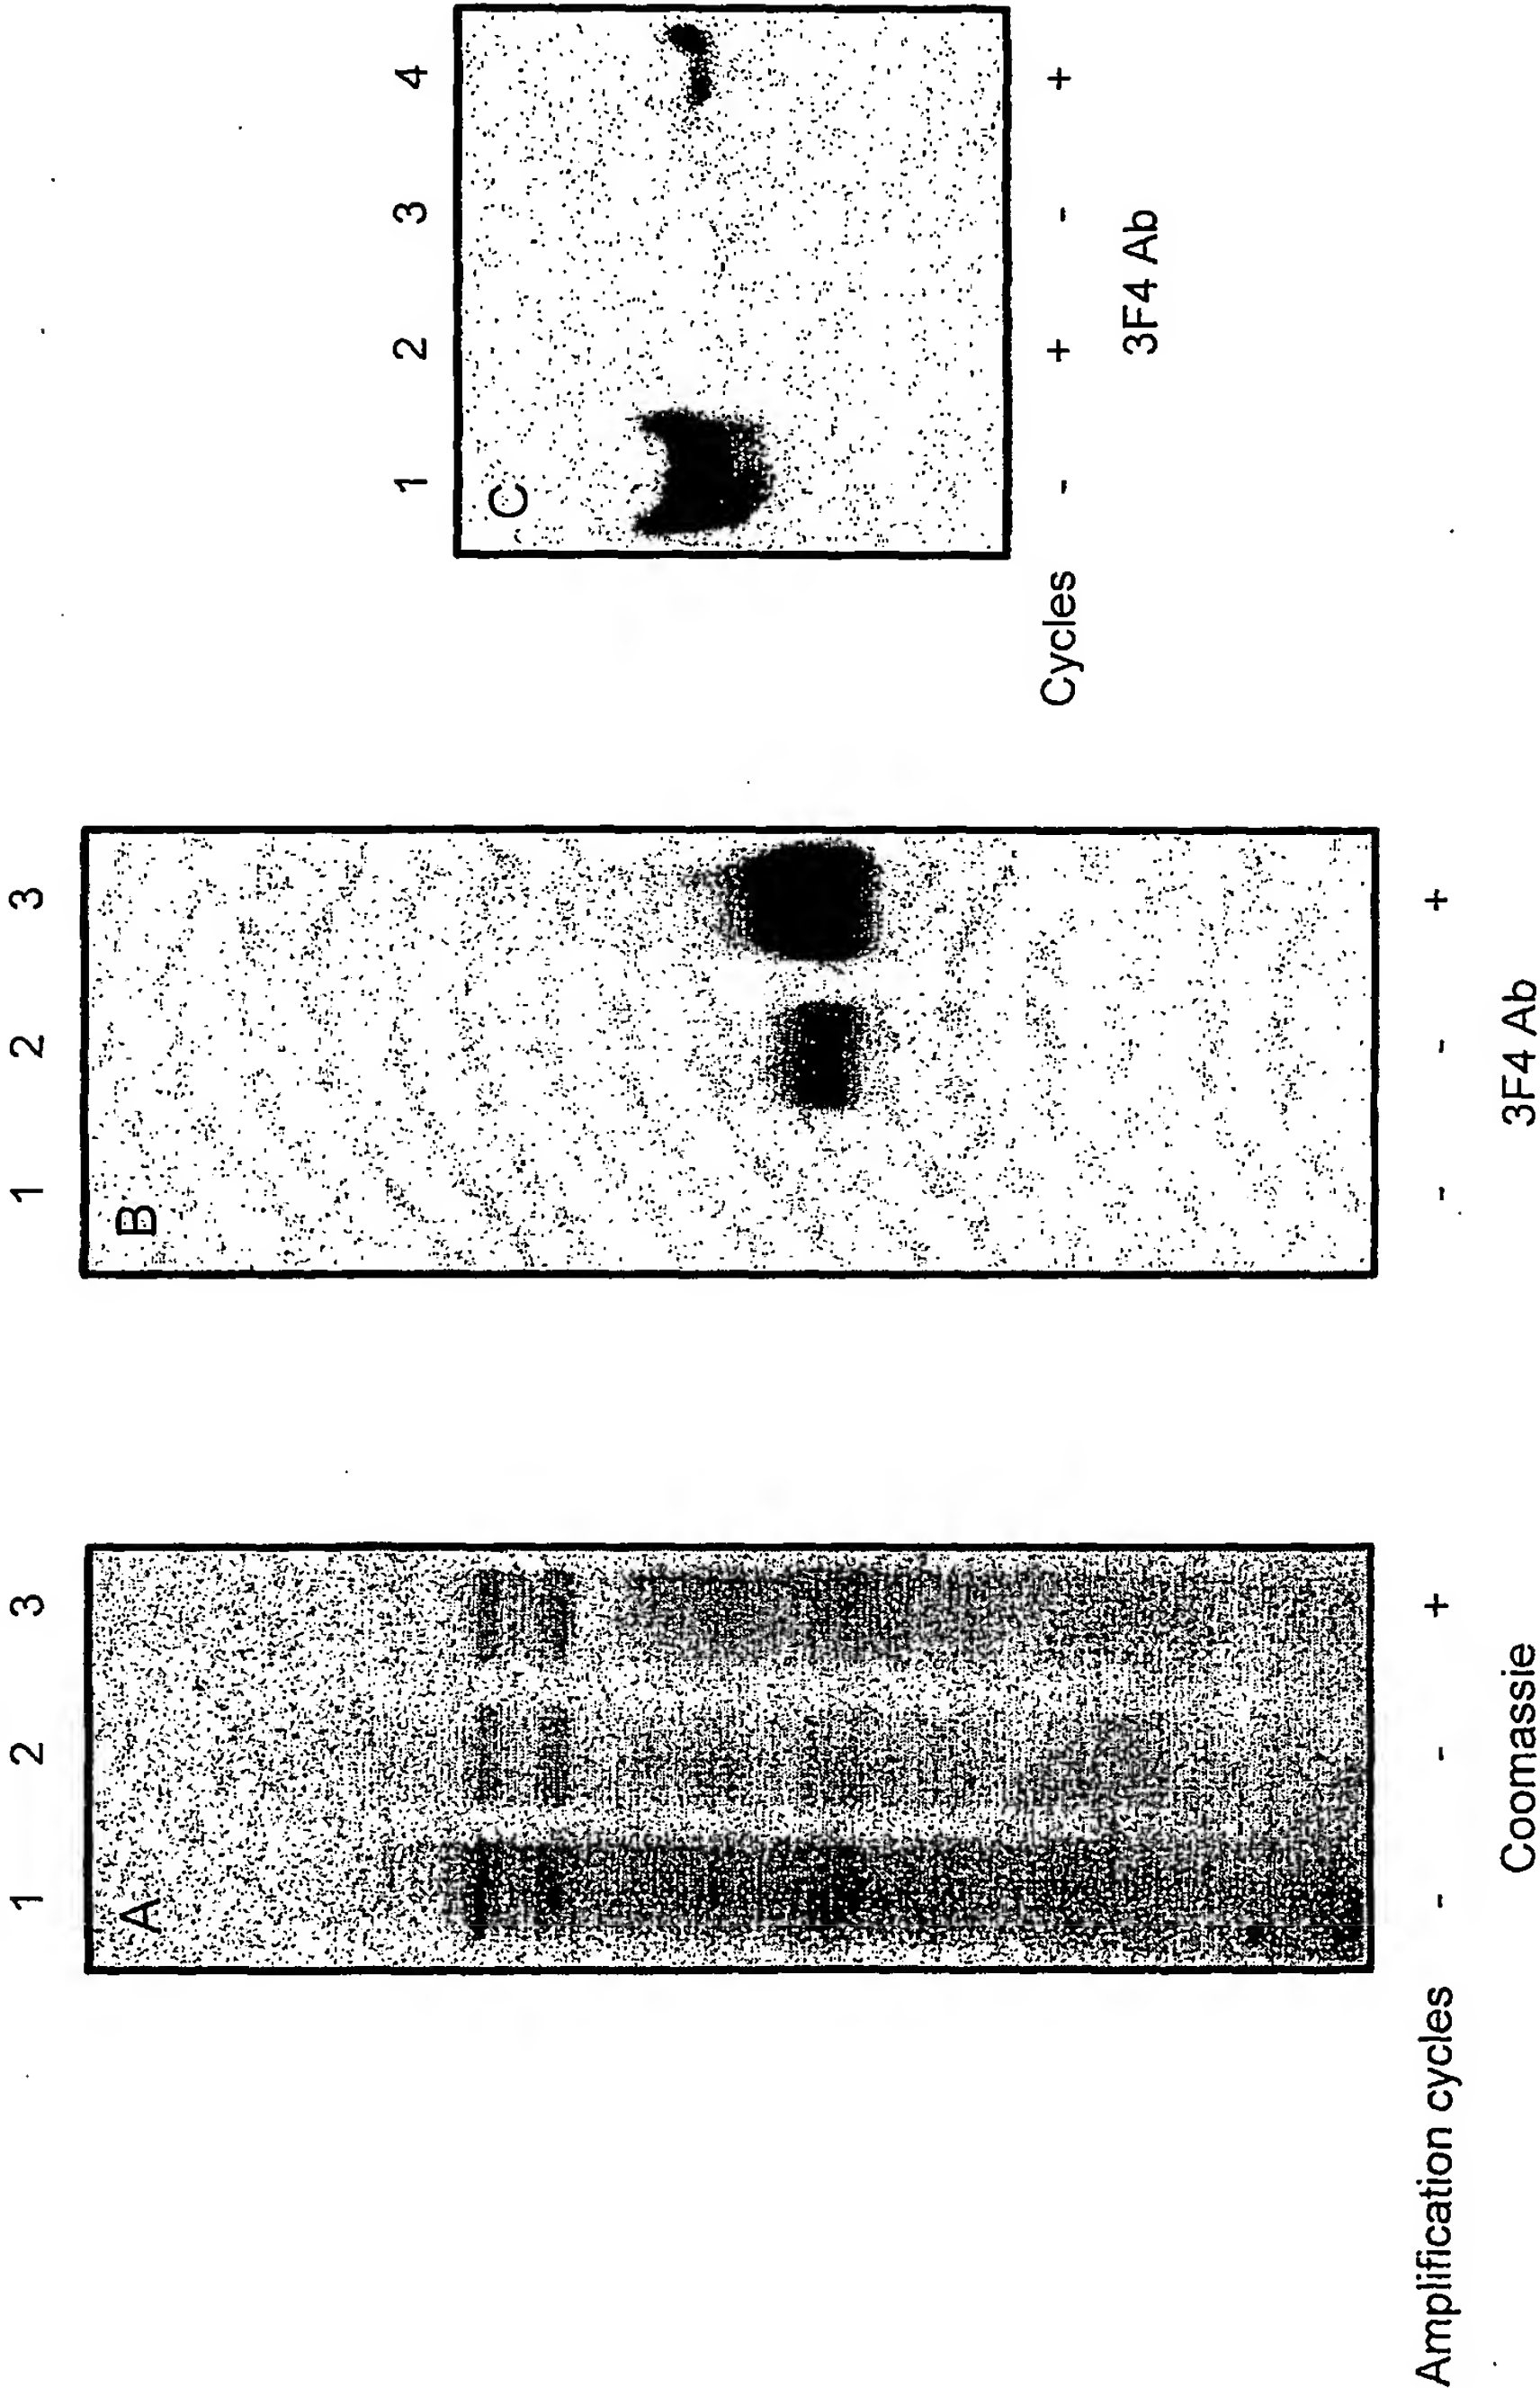 1 2 3
A
Amplification cycles - - +
Coomassie
1 2 3
B
- - +
3F4 Ab
1 2 3 4
C
Cycles - + - +
3F4 Ab